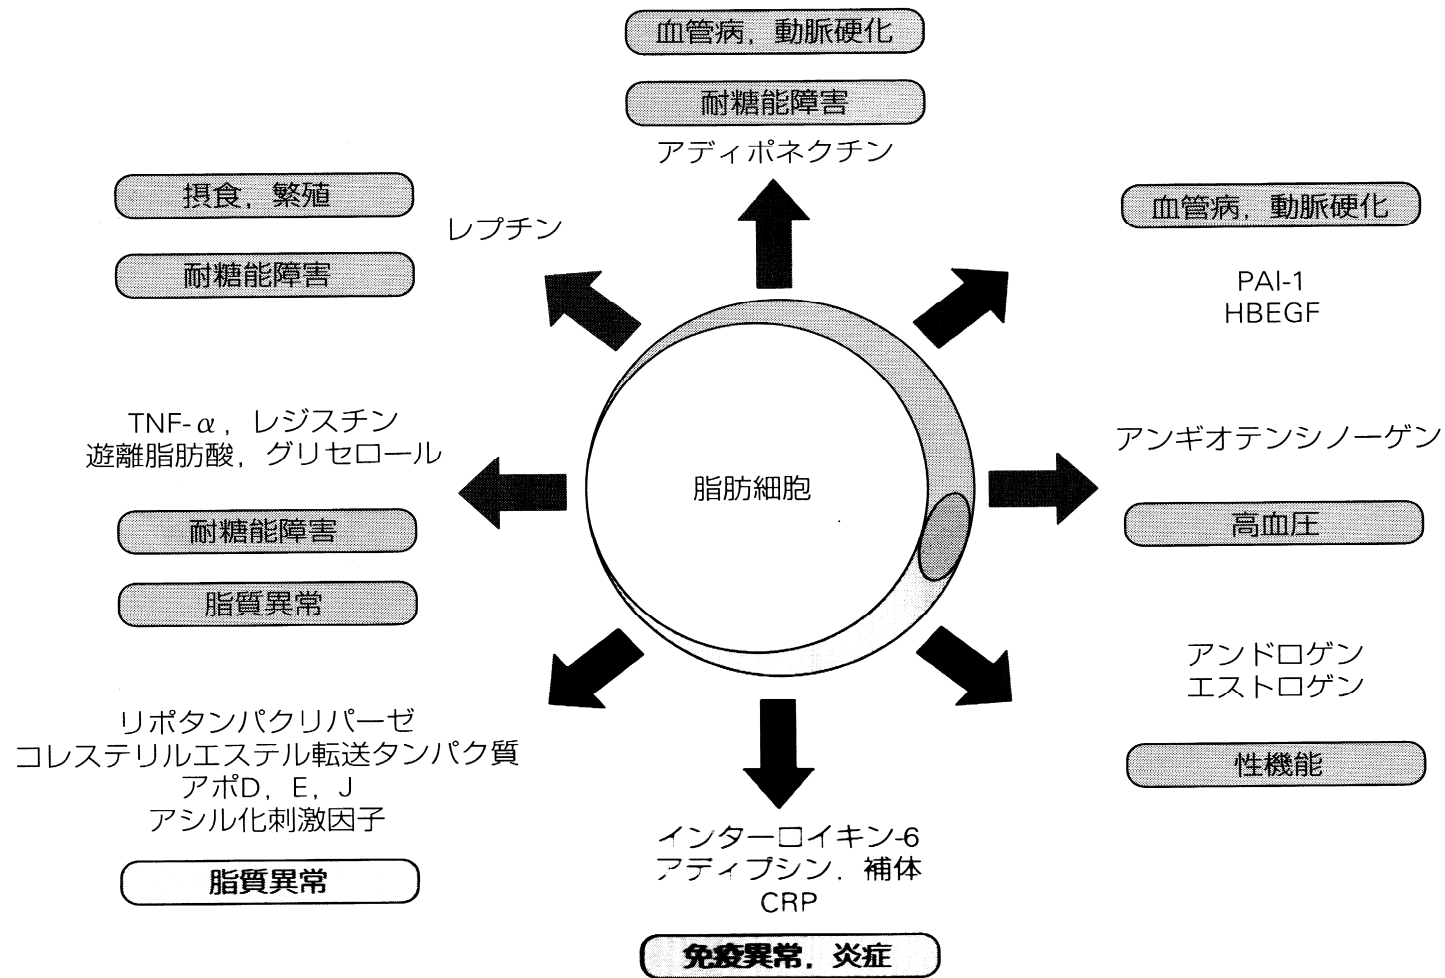 血管病，動脈硬化
耐糖能障害
アディポネクチン
摂食，繁殖
耐糖能障害
レプチン
血管病，動脈硬化
PAI-1
HBEGF
TNF-α，レジスチン
遊離脂肪酸，グリセロール
耐糖能障害
脂質異常
脂肪細胞
アンギオテンシノーゲン
高血圧
アンドロゲン
エストロゲン
性機能
リポタンパクリパーゼ
コレステリルエステル転送タンパク質
アポD，E，J
アシル化刺激因子
脂質異常
インターロイキン-6
アディプシン，補体
CRP
免疫異常，炎症